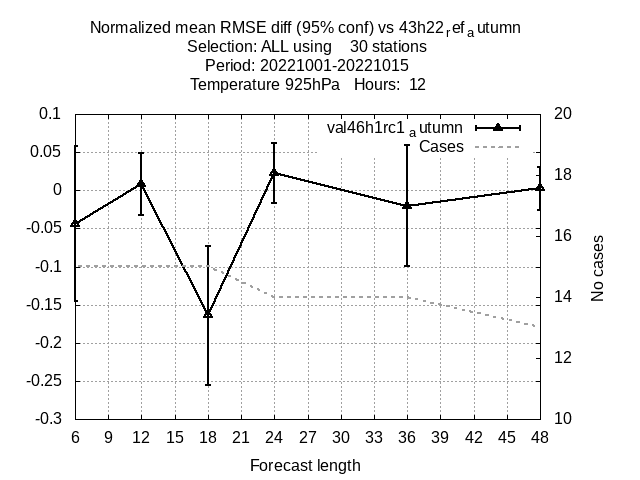 Normalized mean RMSE diff (95% conf) vs 43h22ref autumn
Selection: ALL using 30 stations
Period: 20221001-20221015
Temperature 925hPa Hours: 12
val46h1rc1autumn
Cases
0.1
0.05
0
-0.05
-0.1
-0.15
-0.2
-0.25
-0.3
20
18
16
14
12
10
No cases
6 9 12 15 18 21 24 27 30 33 36 39 42 45 48
Forecast length